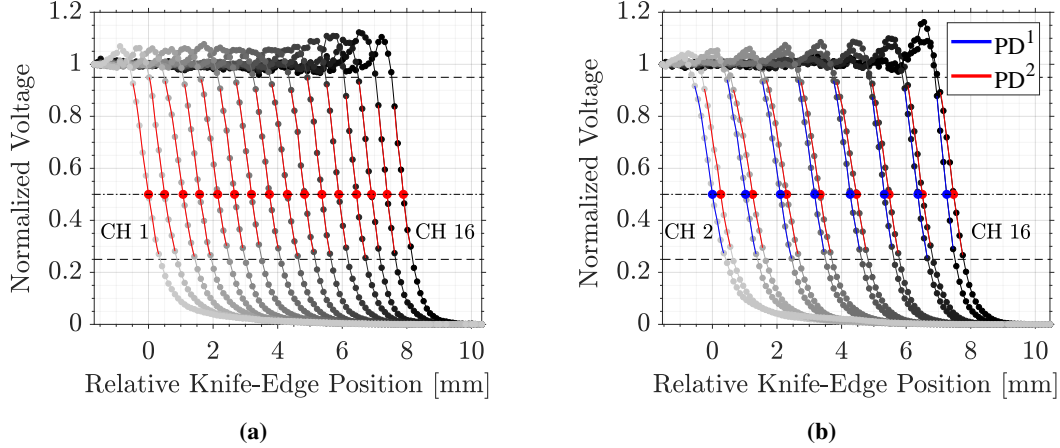 1.2
1
0.8
0.6
0.4
0.2
0
Normalized Voltage
CH 1
CH 16
0 2 4 6 8 10
Relative Knife-Edge Position [mm]
(a)
1.2
1
0.8
0.6
0.4
0.2
0
Normalized Voltage
PD¹
PD²
CH 2
CH 16
0 2 4 6 8 10
Relative Knife-Edge Position [mm]
(b)